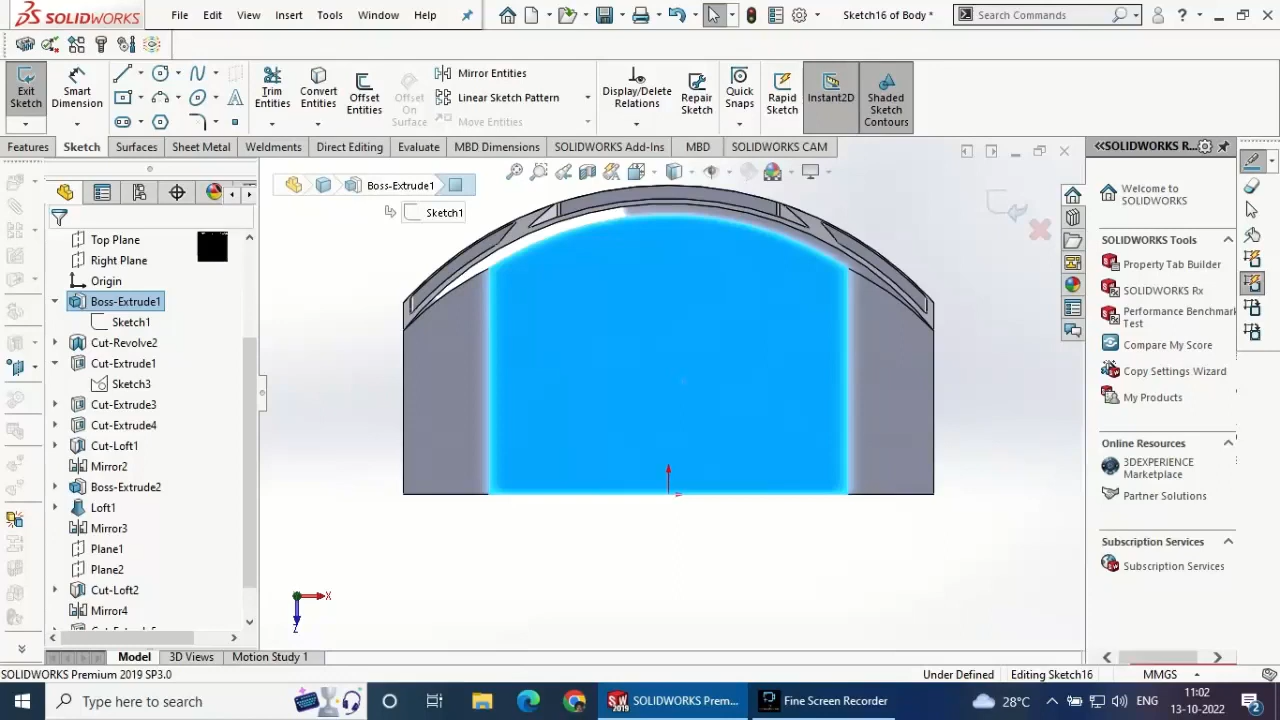 SOLIDWORKS
File
Edit
View
Insert
Tools
Window
Help
Sketch16 of Body *
Search Commands
Exit Sketch
Smart Dimension
Trim Entities
Convert Entities
Offset Entities
Offset On Surface
Mirror Entities
Linear Sketch Pattern
Move Entities
Display/Delete Relations
Repair Sketch
Quick Snaps
Rapid Sketch
Instant2D
Shaded Sketch Contours
Features
Sketch
Surfaces
Sheet Metal
Weldments
Direct Editing
Evaluate
MBD Dimensions
SOLIDWORKS Add-Ins
MBD
SOLIDWORKS CAM
Boss-Extrude1
Sketch1
Top Plane
Right Plane
Origin
Boss-Extrude1
Sketch1
Cut-Revolve2
Cut-Extrude1
Sketch3
Cut-Extrude3
Cut-Extrude4
Cut-Loft1
Mirror2
Boss-Extrude2
Loft1
Mirror3
Plane1
Plane2
Cut-Loft2
Mirror4
X
Z
SOLIDWORKS R...
Welcome to
SOLIDWORKS
SOLIDWORKS Tools
Property Tab Builder
SOLIDWORKS Rx
Performance Benchmark
Test
Compare My Score
Copy Settings Wizard
My Products
Online Resources
3DEXPERIENCE
Marketplace
Partner Solutions
Subscription Services
Subscription Services
Model
3D Views
Motion Study 1
SOLIDWORKS Premium 2019 SP3.0
Under Defined
Editing Sketch16
MMGS
Type here to search
SOLIDWORKS Prem...
Fine Screen Recorder
28°C
ENG
11:02
13-10-2022
2